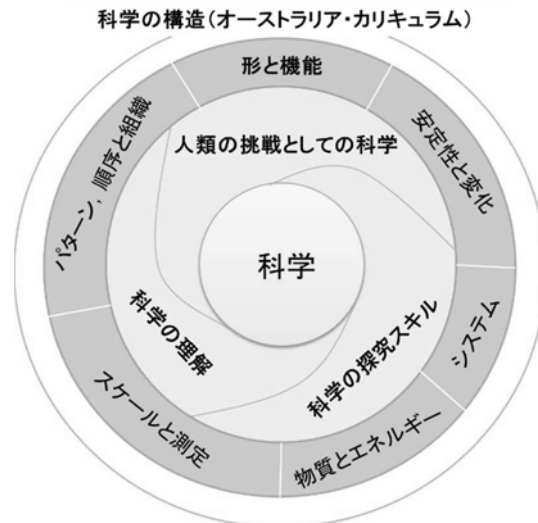 科学の構造(オーストラリア・カリキュラム)
形と機能
安定性と変化
システム
物質とエネルギー
スケールと測定
パターン, 順序と組織
人類の挑戦としての科学
科学の探究スキル
科学の理解
科学